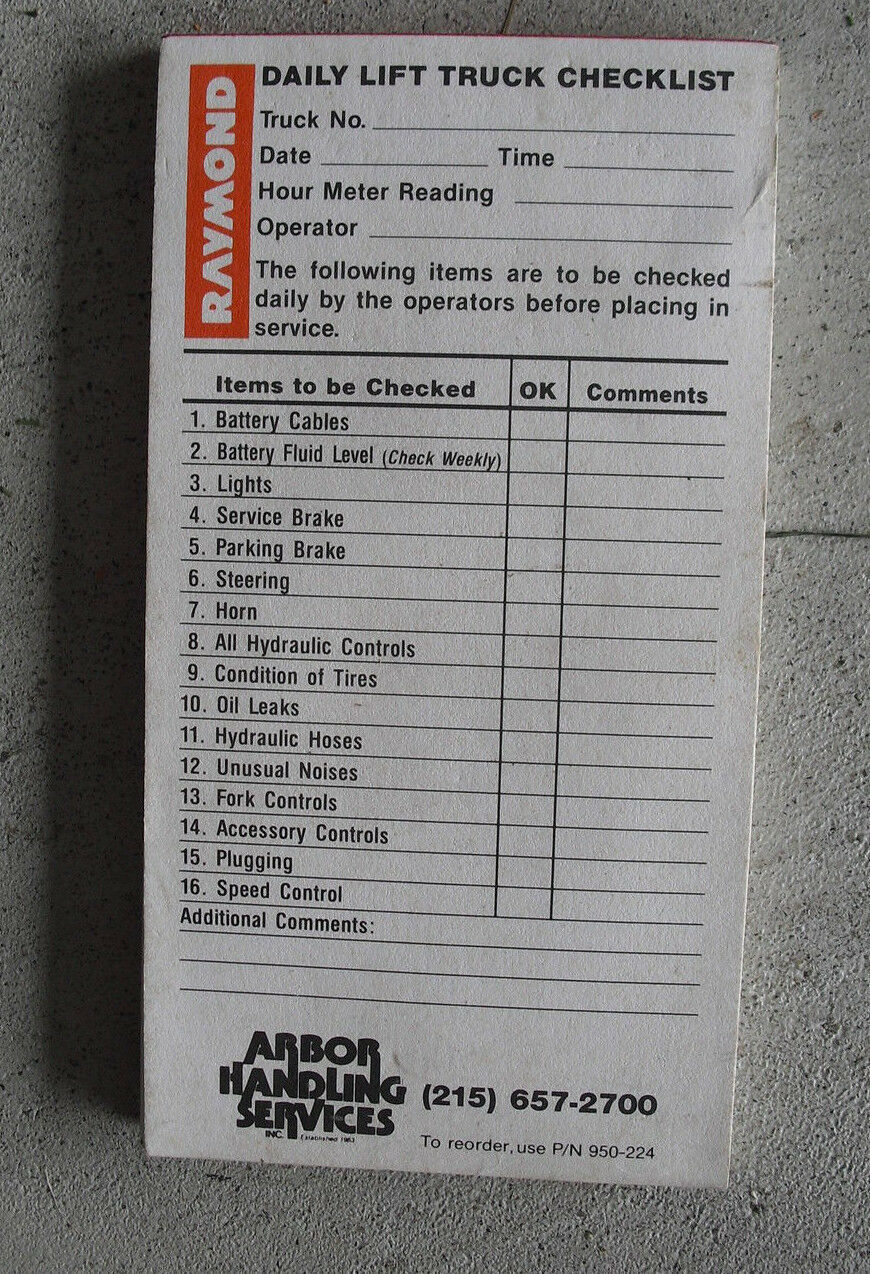 RAYMOND
DAILY LIFT TRUCK CHECKLIST
Truck No.
Date Time
Hour Meter Reading
Operator
The following items are to be checked
daily by the operators before placing in
service.
Items to be Checked OK Comments
1. Battery Cables
2. Battery Fluid Level (Check Weekly)
3. Lights
4. Service Brake
5. Parking Brake
6. Steering
7. Horn
8. All Hydraulic Controls
9. Condition of Tires
10. Oil Leaks
11. Hydraulic Hoses
12. Unusual Noises
13. Fork Controls
14. Accessory Controls
15. Plugging
16. Speed Control
Additional Comments:
ARBOR
HANDLING
SERVICES
INC. Established 1963
(215) 657-2700
To reorder, use P/N 950-224